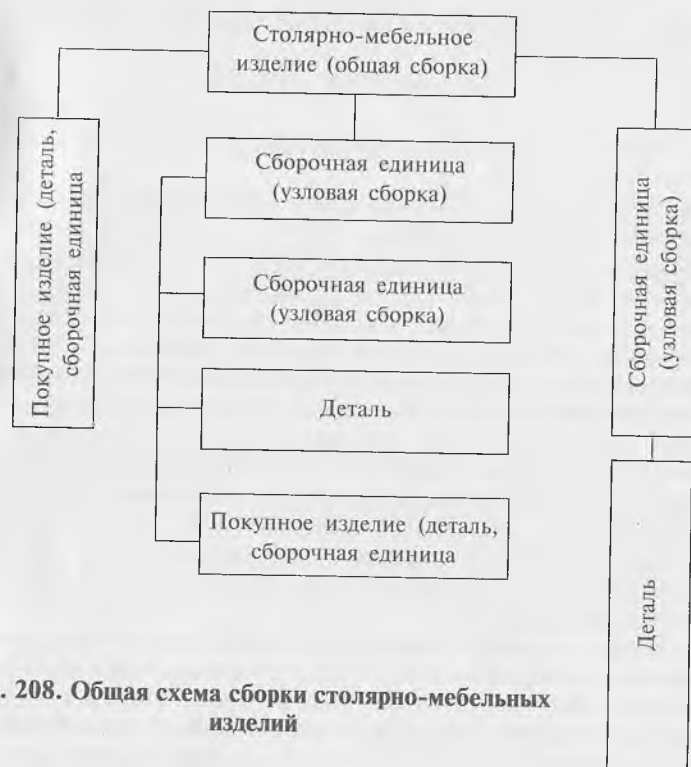 Столярно-мебельное
изделие (общая сборка)
Покупное изделие (деталь,
сборочная единица
Сборочная единица
(узловая сборка)
Сборочная единица
(узловая сборка)
Деталь
Покупное изделие (деталь,
сборочная единица
Сборочная единица
(узловая сборка)
Деталь
. 208. Общая схема сборки столярно-мебельных
изделий